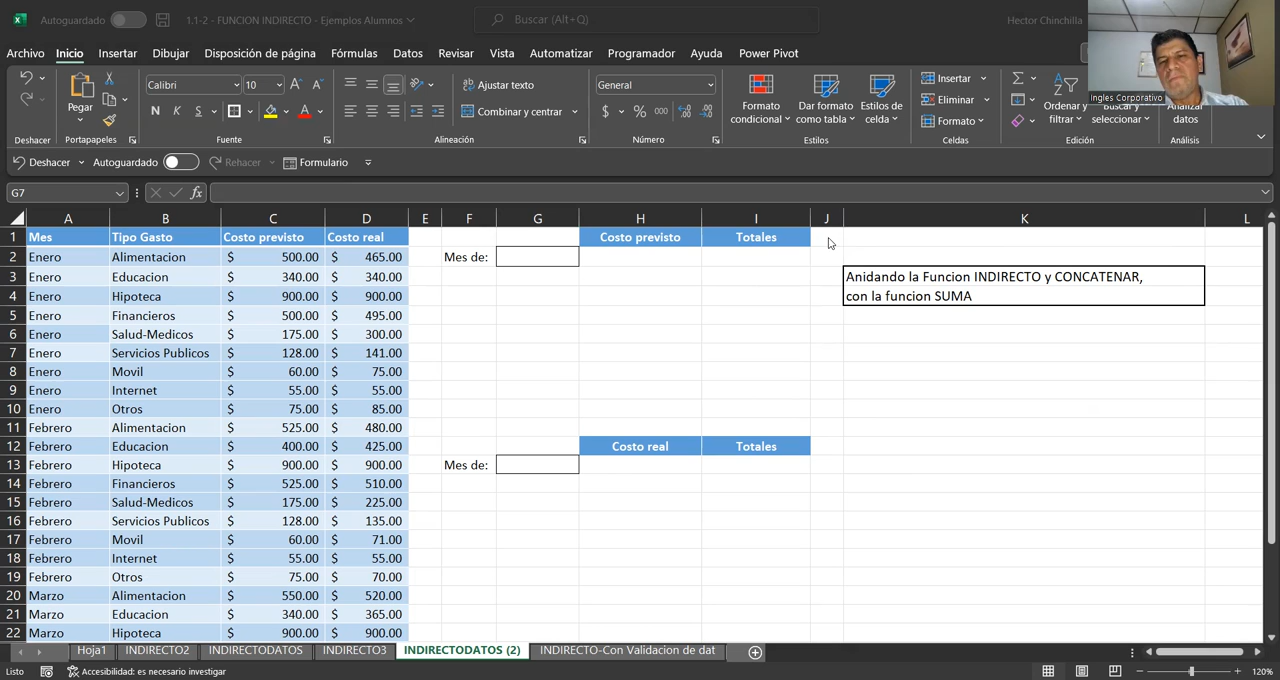 Autoguardado
1.1-2 - FUNCION INDIRECTO - Ejemplos Alumnos
Buscar (Alt+Q)
Hector Chinchilla
Archivo Inicio Insertar Dibujar Disposición de página Fórmulas Datos Revisar Vista Automatizar Programador Ayuda Power Pivot
Ingles Corporativo
Pegar
Calibri 10
N K S
Ajustar texto
Combinar y centrar
General
$ % 000
Formato condicional
Dar formato como tabla
Estilos de celda
Insertar
Eliminar
Formato
Ordenar y filtrar
Buscar y seleccionar
Analizar datos
Deshacer Portapapeles Fuente Alineación Número Estilos Celdas Edición Análisis
Deshacer Autoguardado Rehacer Formulario
G7 fx
A B C D E F G H I J K L
1 Mes Tipo Gasto Costo previsto Costo real Costo previsto Totales
2 Enero Alimentacion $ 500.00 $ 465.00 Mes de:
3 Enero Educacion $ 340.00 $ 340.00 Anidando la Funcion INDIRECTO y CONCATENAR,
4 Enero Hipoteca $ 900.00 $ 900.00 con la funcion SUMA
5 Enero Financieros $ 500.00 $ 495.00
6 Enero Salud-Medicos $ 175.00 $ 300.00
7 Enero Servicios Publicos $ 128.00 $ 141.00
8 Enero Movil $ 60.00 $ 75.00
9 Enero Internet $ 55.00 $ 55.00
10 Enero Otros $ 75.00 $ 85.00
11 Febrero Alimentacion $ 525.00 $ 480.00
12 Febrero Educacion $ 400.00 $ 425.00 Costo real Totales
13 Febrero Hipoteca $ 900.00 $ 900.00 Mes de:
14 Febrero Financieros $ 525.00 $ 510.00
15 Febrero Salud-Medicos $ 175.00 $ 225.00
16 Febrero Servicios Publicos $ 128.00 $ 135.00
17 Febrero Movil $ 60.00 $ 71.00
18 Febrero Internet $ 55.00 $ 55.00
19 Febrero Otros $ 75.00 $ 70.00
20 Marzo Alimentacion $ 550.00 $ 520.00
21 Marzo Educacion $ 340.00 $ 365.00
22 Marzo Hipoteca $ 900.00 $ 900.00
Hoja1 INDIRECTO2 INDIRECTODATOS INDIRECTO3 INDIRECTODATOS (2) INDIRECTO-Con Validacion de dat
Listo Accesibilidad: es necesario investigar 120%